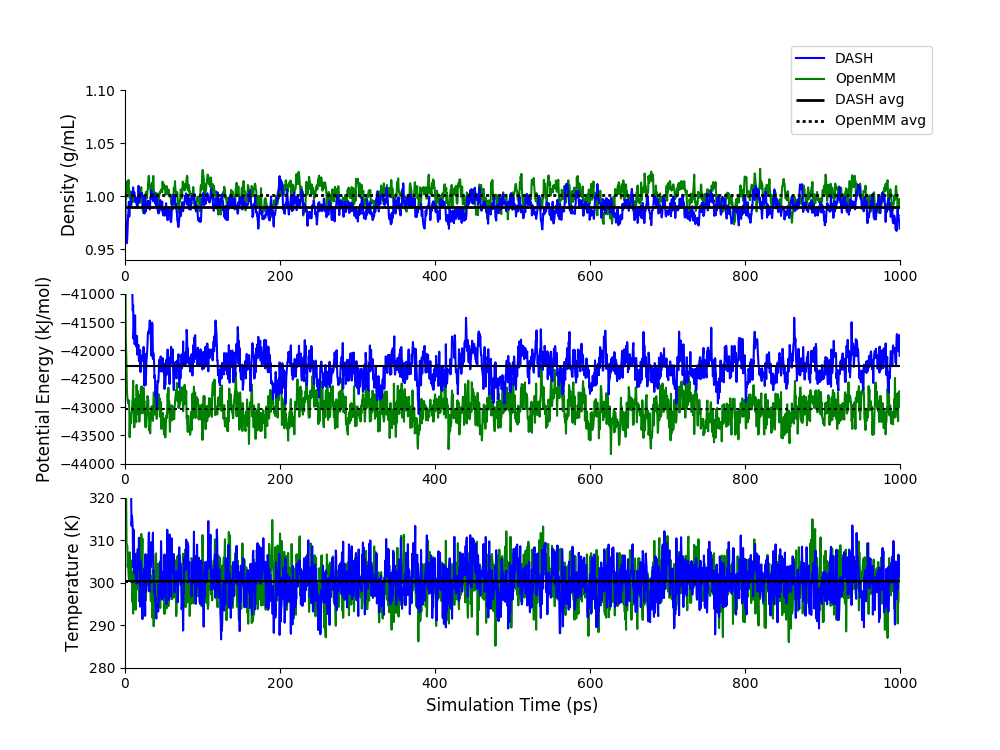 DASH
OpenMM
DASH avg
OpenMM avg
Density (g/mL)
1.10
1.05
1.00
0.95
0 200 400 600 800 1000
Potential Energy (kJ/mol)
−41000
−41500
−42000
−42500
−43000
−43500
−44000
0 200 400 600 800 1000
Temperature (K)
320
310
300
290
280
0 200 400 600 800 1000
Simulation Time (ps)